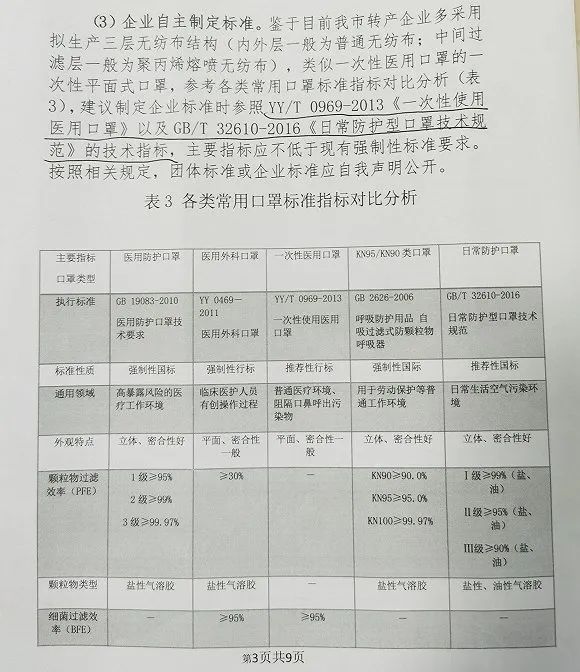 （3）企业自主制定标准。鉴于目前我市转产企业多采用
拟生产三层无纺布结构（内外层一般为普通无纺布；中间过
滤层一般为聚丙烯熔喷无纺布），类似一次性医用口罩的一
次性平面式口罩，参考各类常用口罩标准指标对比分析（表
3），建议制定企业标准时参照 YY/T 0969-2013《一次性使用
医用口罩》以及 GB/T 32610-2016《日常防护型口罩技术规
范》的技术指标，主要指标应不低于现有强制性标准要求。
按照相关规定，团体标准或企业标准应自我声明公开。
表 3 各类常用口罩标准指标对比分析
主要指标 医用防护口罩 医用外科口罩 一次性医用口罩 KN95/KN90 类口罩 日常防护口罩
口罩类型
执行标准 GB 19083-2010 YY 0469－ YY/T 0969-2013 GB 2626-2006 GB/T 32610-2016
2011
医用防护口罩技 一次性使用医用 呼吸防护用品 自 日常防护型口罩技术
术要求 医用外科口罩 口罩 吸过滤式防颗粒物 规范
呼吸器
标准性质 强制性国标 强制性行标 推荐性行标 强制性国际 推荐性国标
通用领域 高暴露风险的医 临床医护人员 普通医疗环境、 用于劳动保护等普 日常生活空气污染环
疗工作环境 有创操作过程 阻隔口鼻呼出污 通工作环境 境
染物
外观特点 立体、密合性好 平面、密合性 平面、密合性一 立体、密合性好 立体、密合性好
一般 般
颗粒物过滤 1 级≥95% ≥30% — KN90≥90.0% Ⅰ级≥99%（盐、
效率（PFE） 油）
2 级≥99% KN95≥95.0% Ⅱ级≥95%（盐、
油）
3 级≥99.97% KN100≥99.97% Ⅲ级≥90%（盐、
油）
颗粒物类型 盐性气溶胶 盐性气溶胶 — 盐性气溶胶 盐性、油性气溶胶
细菌过滤效 — ≥95% ≥95% — —
率（BFE）
第3页共9页